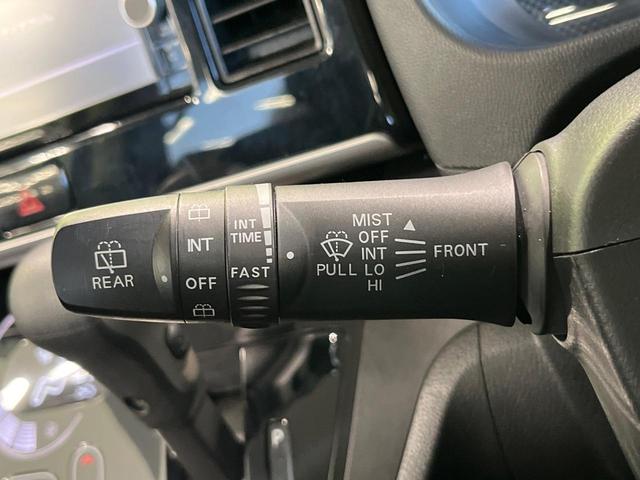 REAR
INT
OFF
INT
TIME
FAST
PULL
MIST
OFF
INT
LO
HI
FRONT